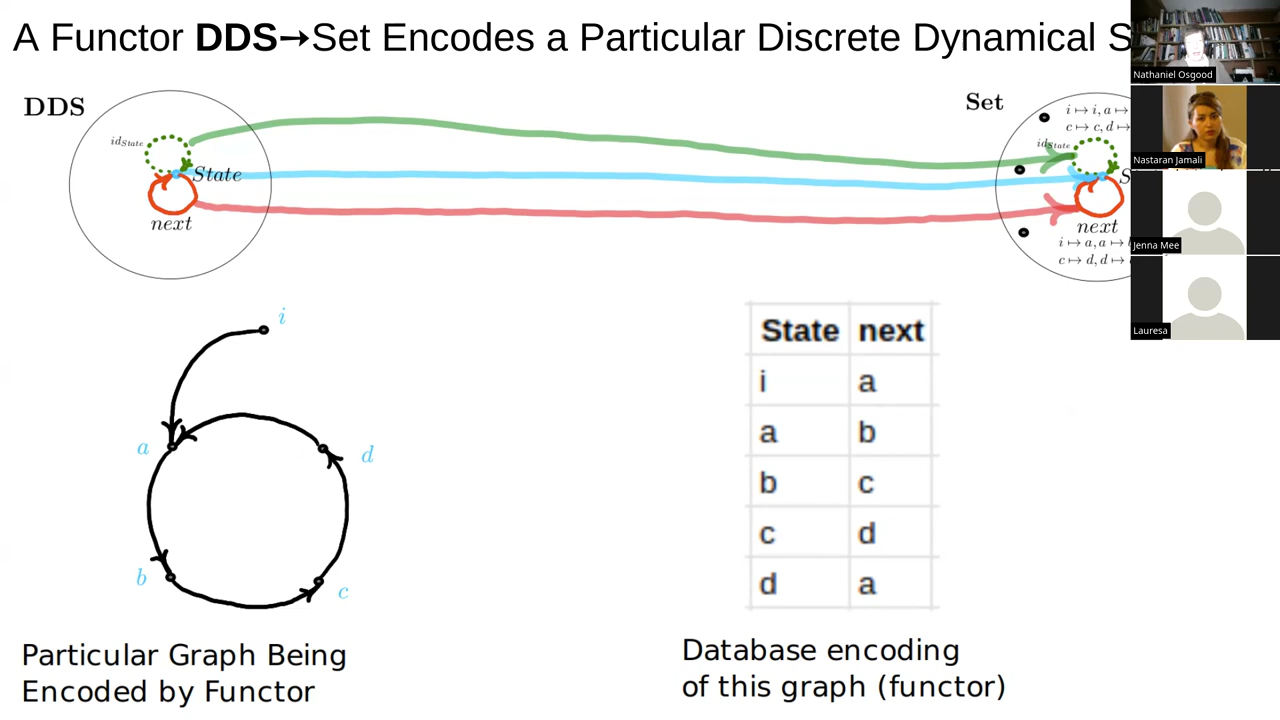 A Functor DDS→Set Encodes a Particular Discrete Dynamical S
DDS
Set
id_State
State
next
i ↦ i, a ↦
c ↦ c, d ↦
id_State
S
next
i ↦ a, a ↦
c ↦ d, d ↦
Nathaniel Osgood
Nastaran Jamali
Jenna Mee
Lauresa
i
a
d
b
c
State next
i a
a b
b c
c d
d a
Particular Graph Being
Encoded by Functor
Database encoding
of this graph (functor)